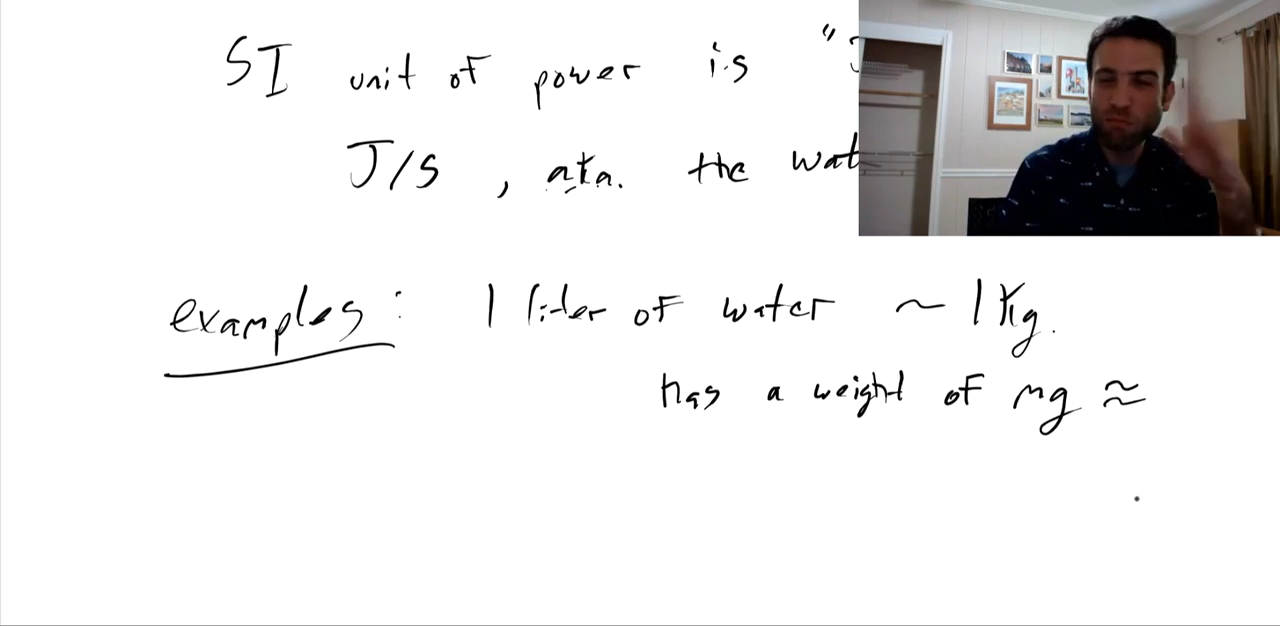 SI unit of power is "J
J/s, aka. the wat
examples: 1 liter of water ~ 1 Kg.
has a weight of mg ≈